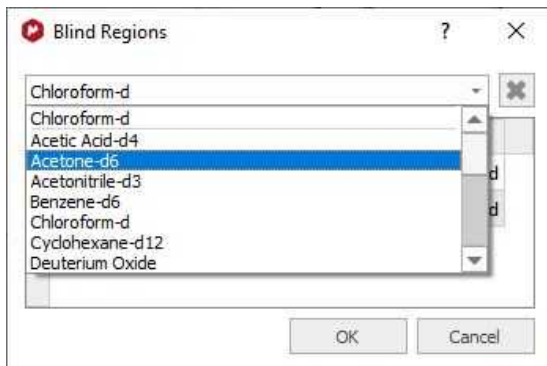 Blind Regions
?
Chloroform-d
Chloroform-d
Acetic Acid-d4
Acetone-d6
d
Acetonitrile-d3
Benzene-d6
d
Chloroform-d
Cyclohexane-d12
Deuterium Oxide
OK
Cancel